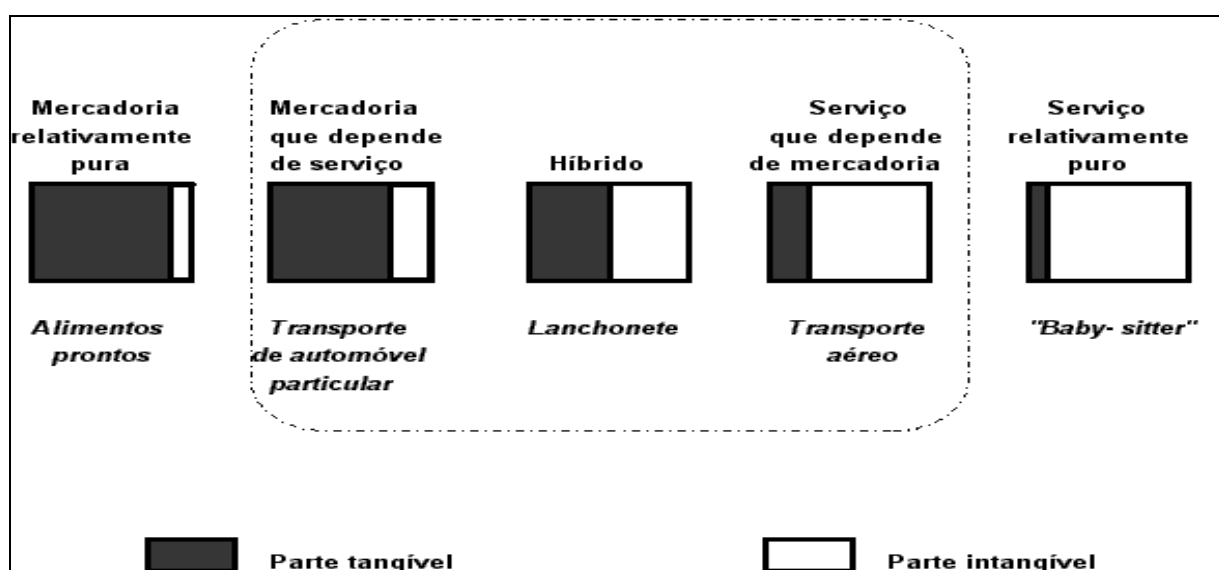 Mercadoria
relativamente
pura
Mercadoria
que depende
de serviço
Híbrido
Serviço
que depende
de mercadoria
Serviço
relativamente
puro
Alimentos
prontos
Transporte
de automóvel
particular
Lanchonete
Transporte
aéreo
"Baby- sitter"
Parte tangível
Parte intangível